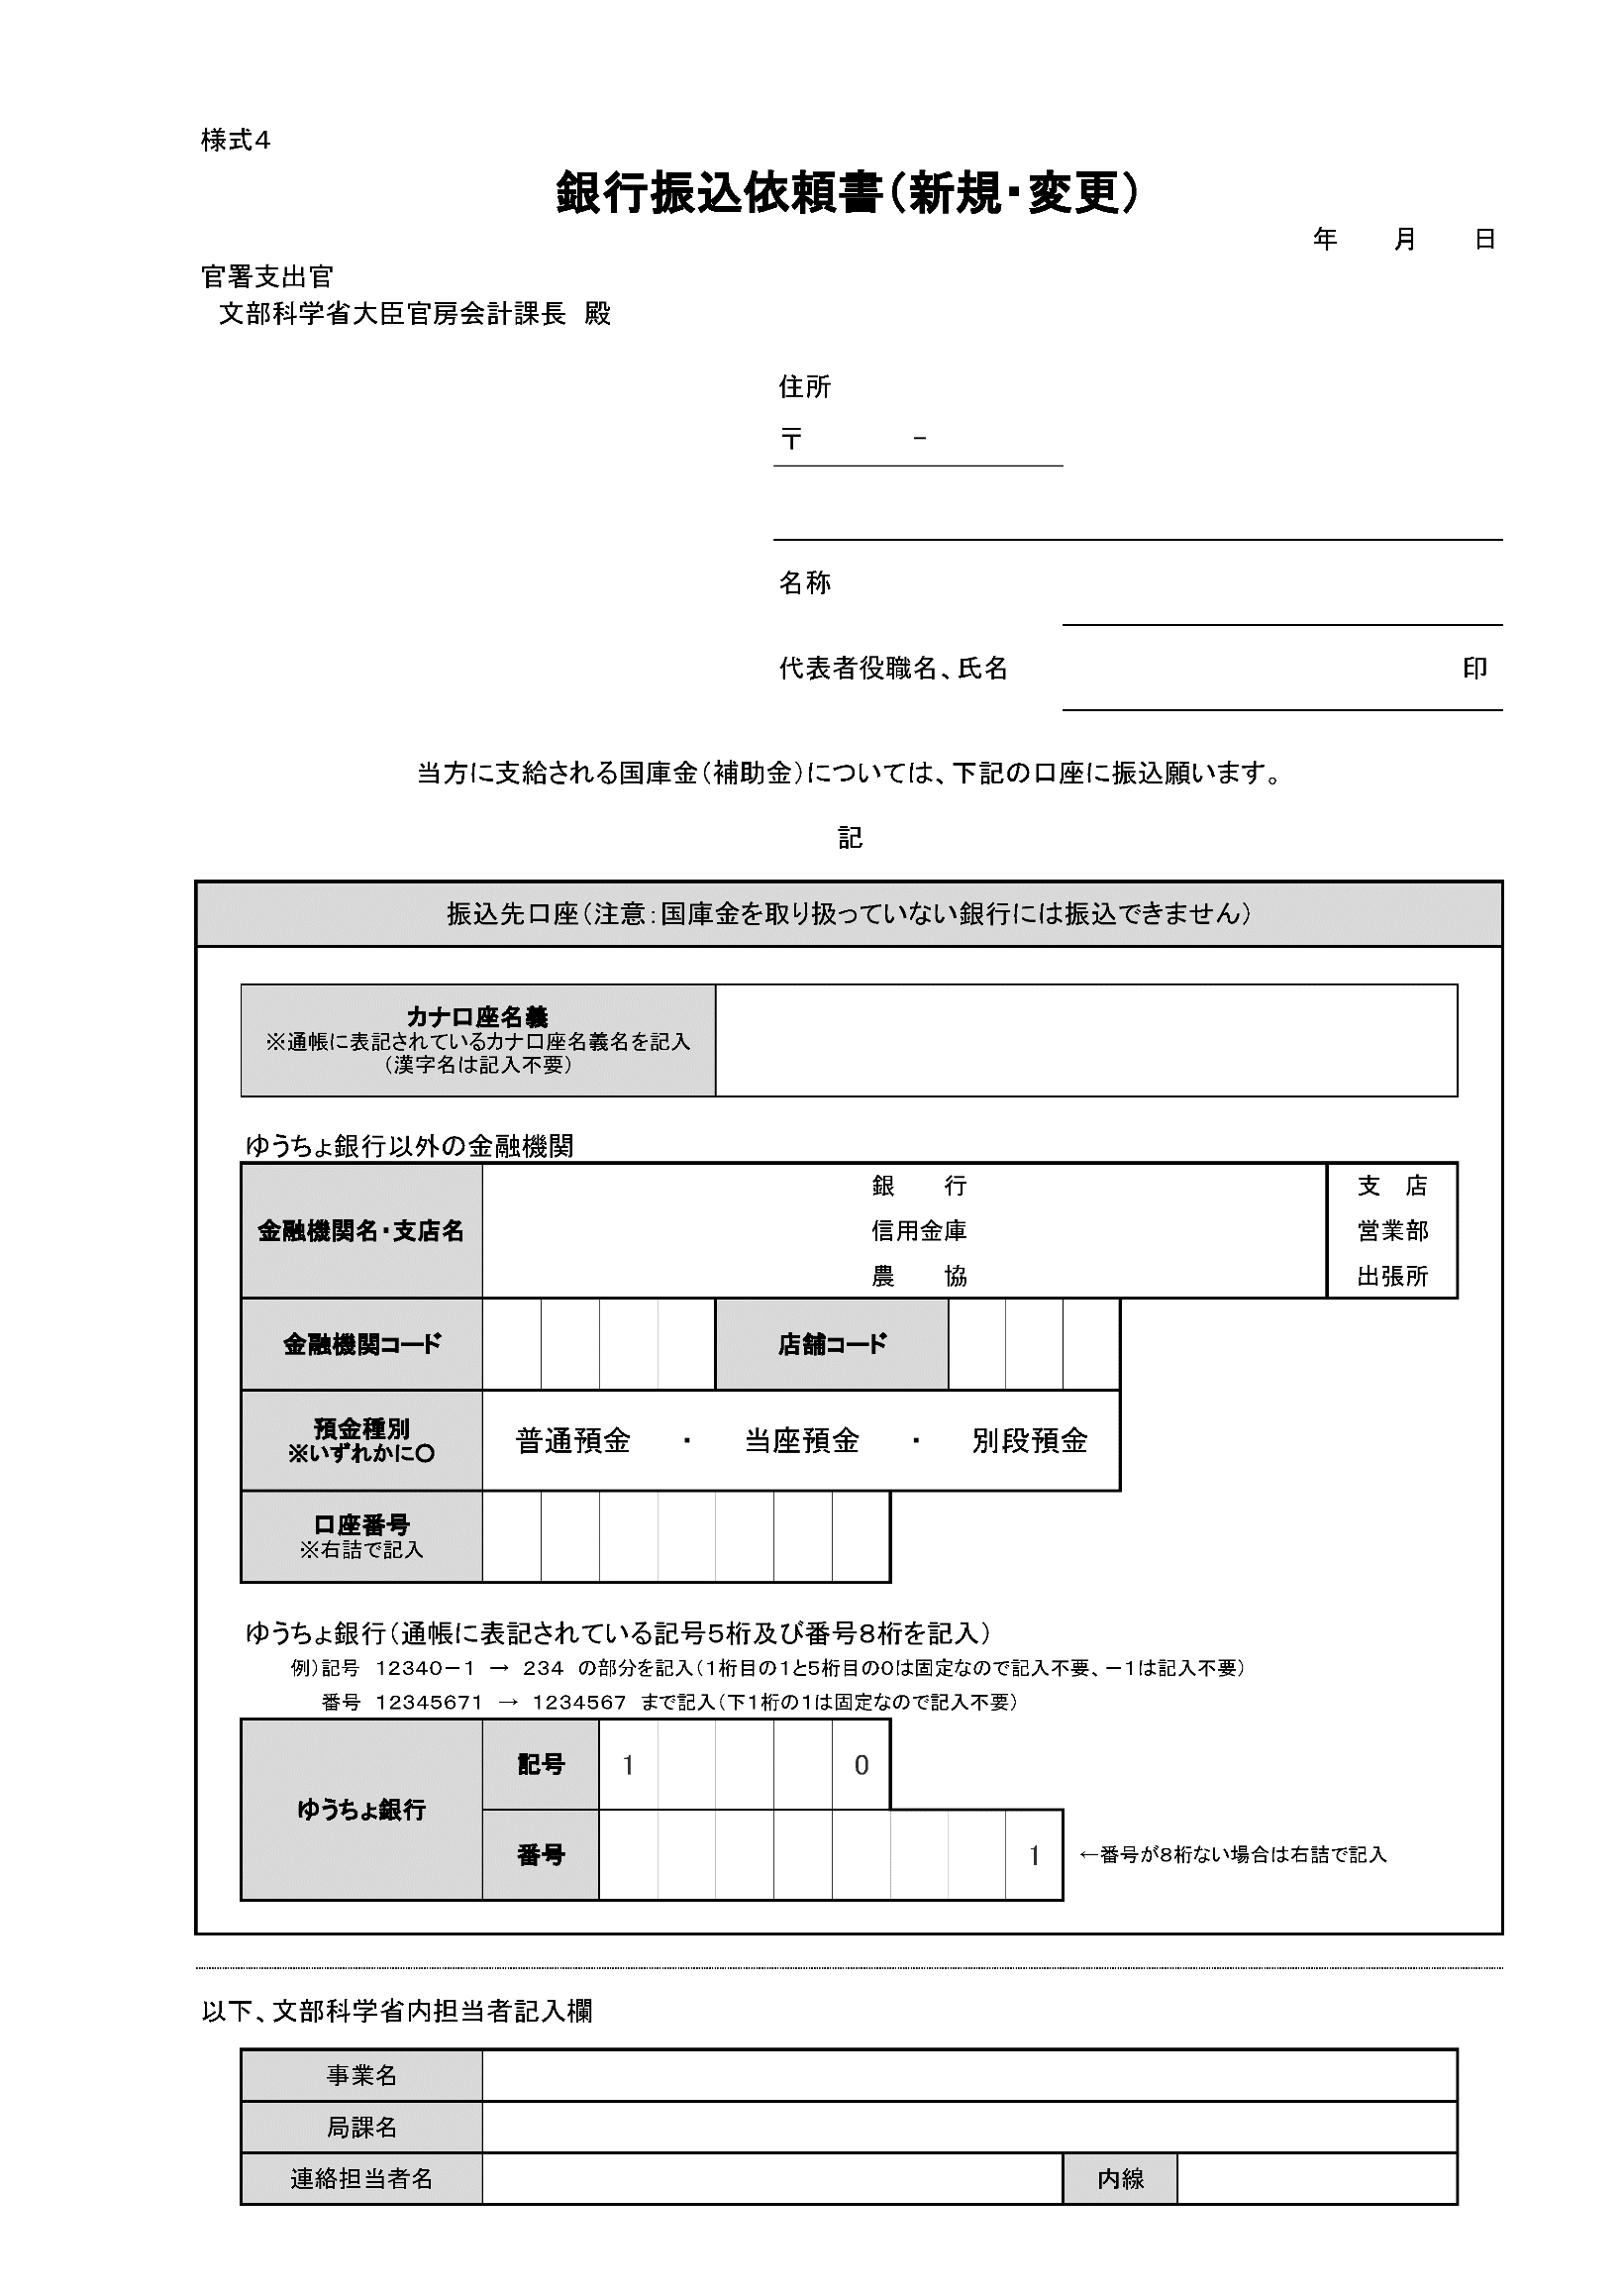 様式４
銀行振込依頼書（新規・変更）
年　　月　　日
官署支出官
文部科学省大臣官房会計課長　殿
住所
〒　　　　－
名称
代表者役職名、氏名　　　　印
当方に支給される国庫金（補助金）については、下記の口座に振込願います。
記
振込先口座（注意：国庫金を取り扱っていない銀行には振込できません）
カナ口座名義
※通帳に表記されているカナ口座名義名を記入
（漢字名は記入不要）
ゆうちょ銀行以外の金融機関
金融機関名・支店名
銀　　行
信用金庫
農　　協
支　店
営業部
出張所
金融機関コード
店舗コード
預金種別
※いずれかに○
普通預金　・　当座預金　・　別段預金
口座番号
※右詰で記入
ゆうちょ銀行（通帳に表記されている記号５桁及び番号８桁を記入）
例）記号　12340－1　→　234　の部分を記入（１桁目の１と５桁目の０は固定なので記入不要、－１は記入不要）
番号　12345671　→　1234567　まで記入（下１桁の１は固定なので記入不要）
ゆうちょ銀行
記号　1　0
番号　1　←番号が８桁ない場合は右詰で記入
以下、文部科学省内担当者記入欄
事業名
局課名
連絡担当者名　　内線